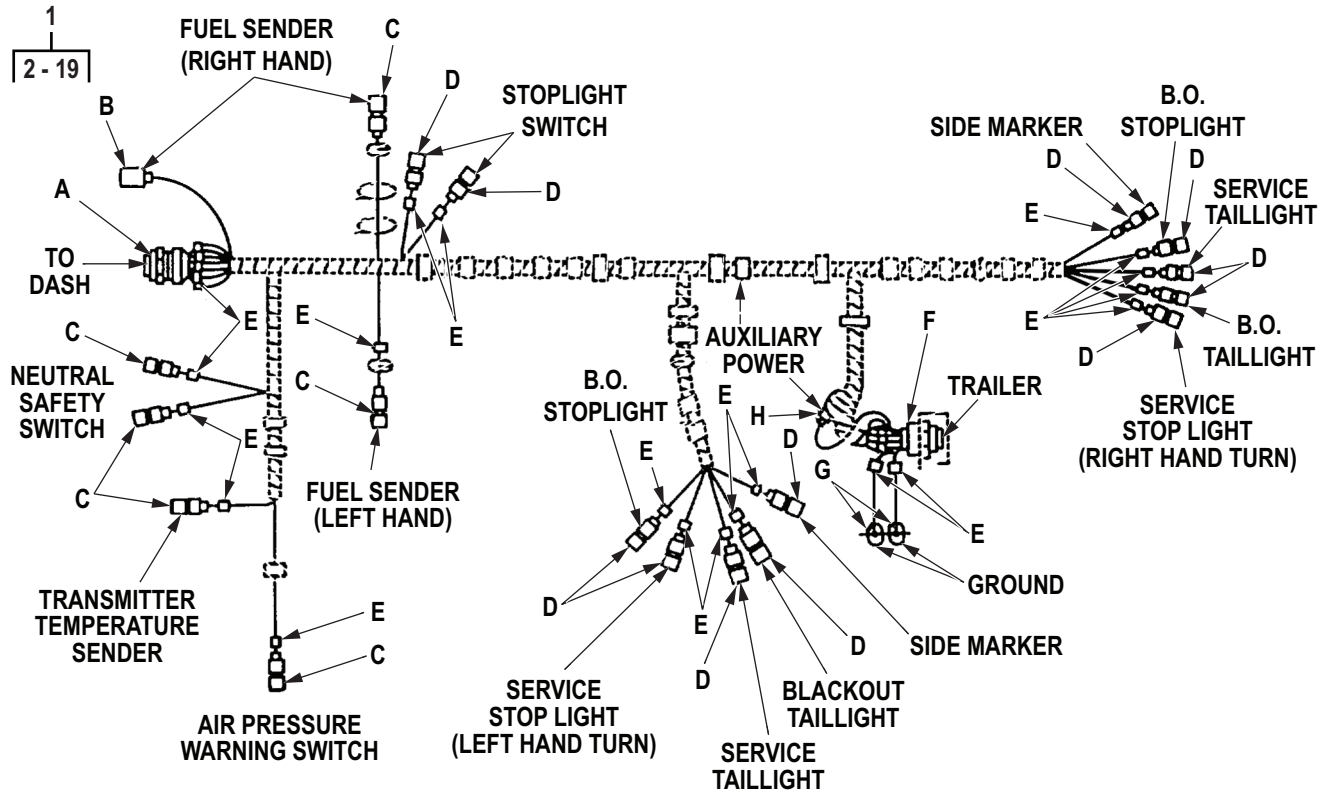 1
2 - 19
FUEL SENDER
(RIGHT HAND)
C
B
D
STOPLIGHT
SWITCH
D
A
TO
DASH
E
E
SIDE MARKER
B.O.
STOPLIGHT
D
D
SERVICE
TAILLIGHT
E
D
E
D
B.O.
TAILLIGHT
SERVICE
STOP LIGHT
(RIGHT HAND TURN)
C
NEUTRAL
SAFETY
SWITCH
E
C
E
C
FUEL SENDER
(LEFT HAND)
TRANSMITTER
TEMPERATURE
SENDER
E
C
AIR PRESSURE
WARNING SWITCH
AUXILIARY
POWER
F
TRAILER
H
B.O.
STOPLIGHT
E
E
D
G
E
GROUND
D
E
D
D
SIDE MARKER
SERVICE
STOP LIGHT
(LEFT HAND TURN)
BLACKOUT
TAILLIGHT
SERVICE
TAILLIGHT